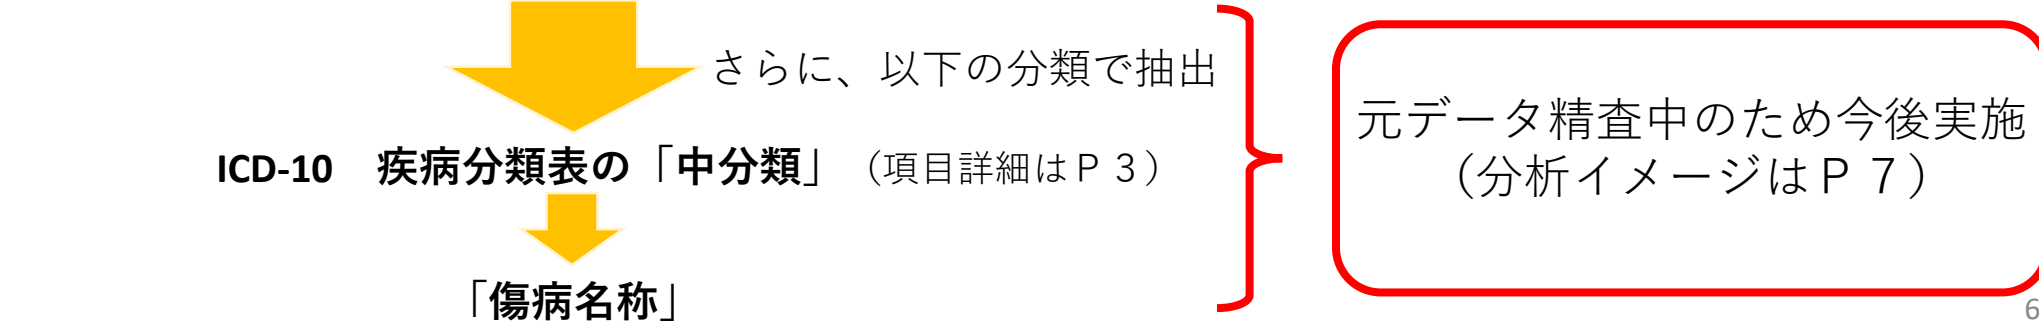 さらに、以下の分類で抽出
ICD-10　疾病分類表の「中分類」（項目詳細はＰ３）
「傷病名称」
元データ精査中のため今後実施
（分析イメージはＰ７）
6